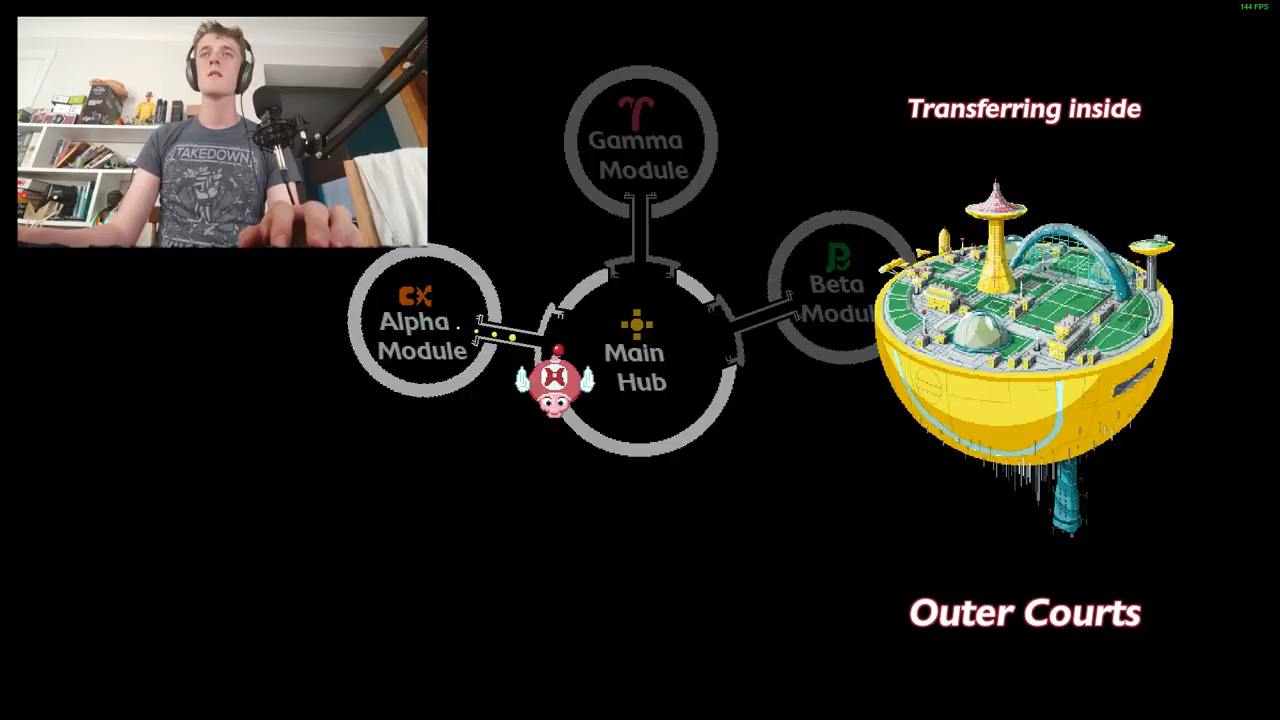 144 FPS
TAKEDOWN
Transferring inside
Gamma
Module
Beta
Modul
Alpha
Module
Main
Hub
Outer Courts